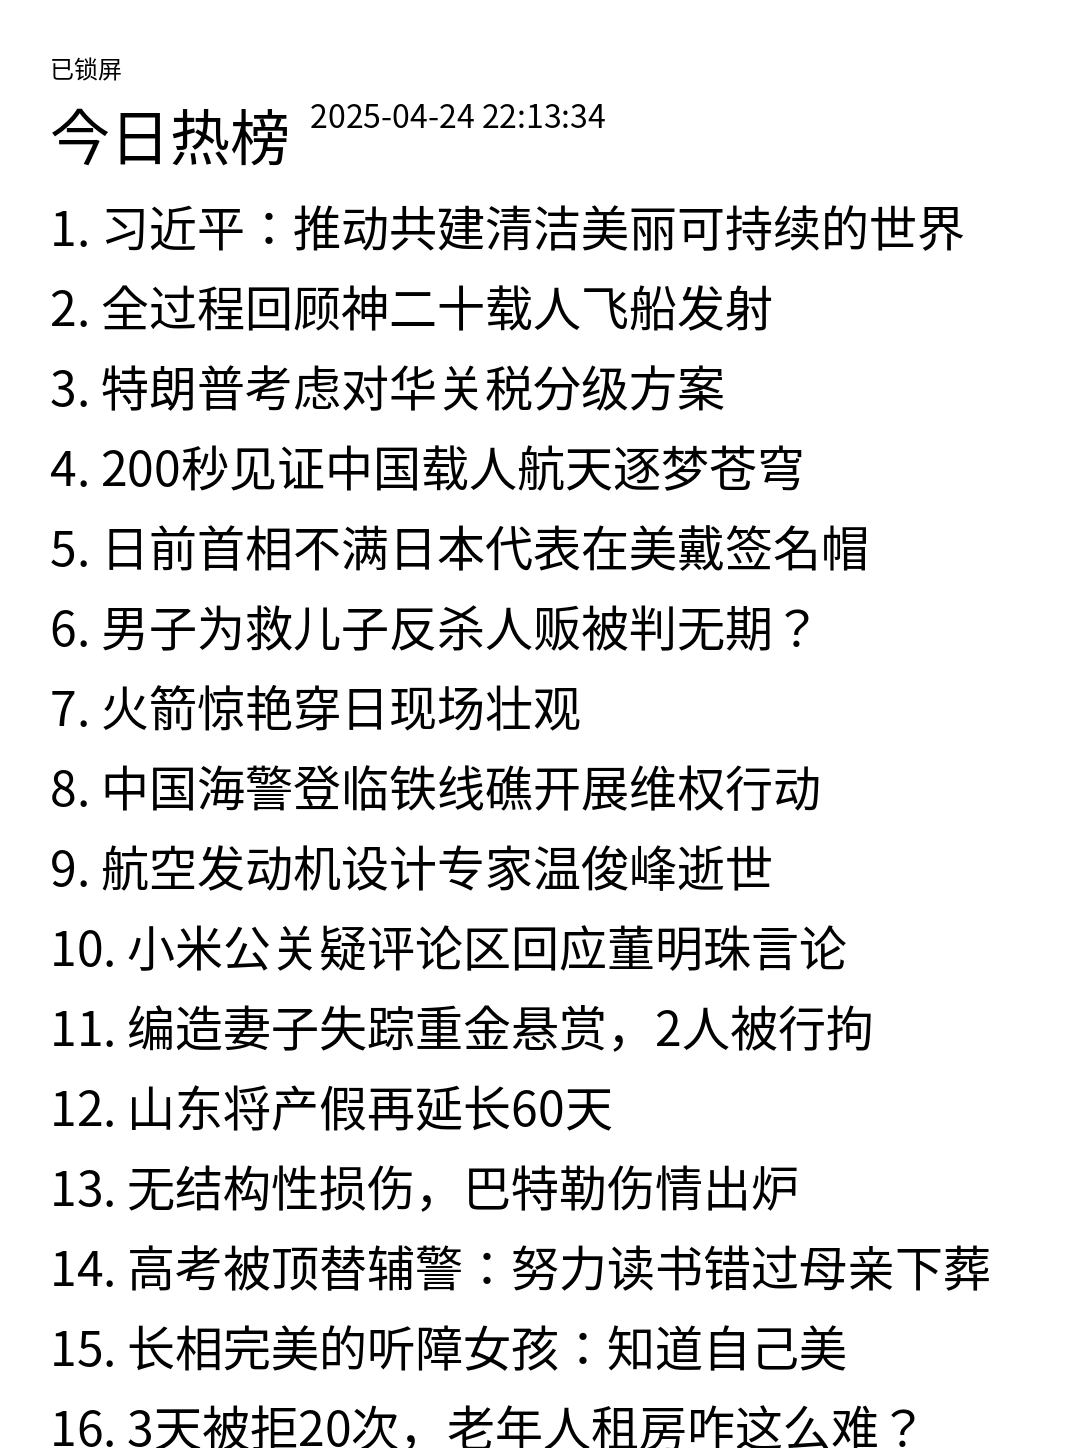 已锁屏
今日热榜 2025-04-24 22:13:34
1. 习近平：推动共建清洁美丽可持续的世界
2. 全过程回顾神二十载人飞船发射
3. 特朗普考虑对华关税分级方案
4. 200秒见证中国载人航天逐梦苍穹
5. 日前首相不满日本代表在美戴签名帽
6. 男子为救儿子反杀人贩被判无期？
7. 火箭惊艳穿日现场壮观
8. 中国海警登临铁线礁开展维权行动
9. 航空发动机设计专家温俊峰逝世
10. 小米公关疑评论区回应董明珠言论
11. 编造妻子失踪重金悬赏，2人被行拘
12. 山东将产假再延长60天
13. 无结构性损伤，巴特勒伤情出炉
14. 高考被顶替辅警：努力读书错过母亲下葬
15. 长相完美的听障女孩：知道自己美
16. 3天被拒20次，老年人租房咋这么难？